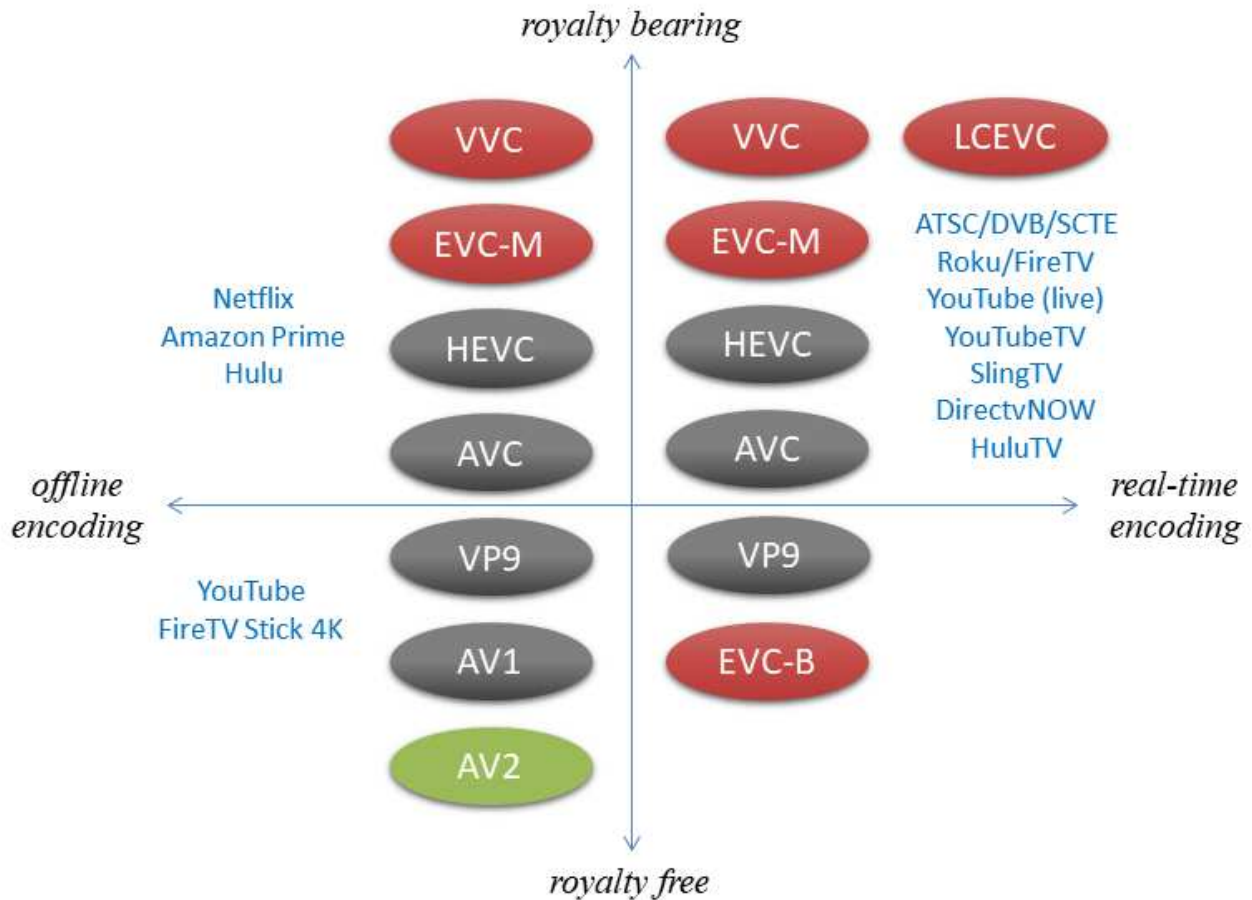 royalty bearing
VVC
VVC
LCEVC
EVC-M
EVC-M
ATSC/DVB/SCTE
Roku/FireTV
YouTube (live)
YouTubeTV
SlingTV
DirectvNOW
HuluTV
Netflix
Amazon Prime
Hulu
HEVC
HEVC
AVC
AVC
offline
encoding
real-time
encoding
VP9
VP9
YouTube
FireTV Stick 4K
AV1
EVC-B
AV2
royalty free